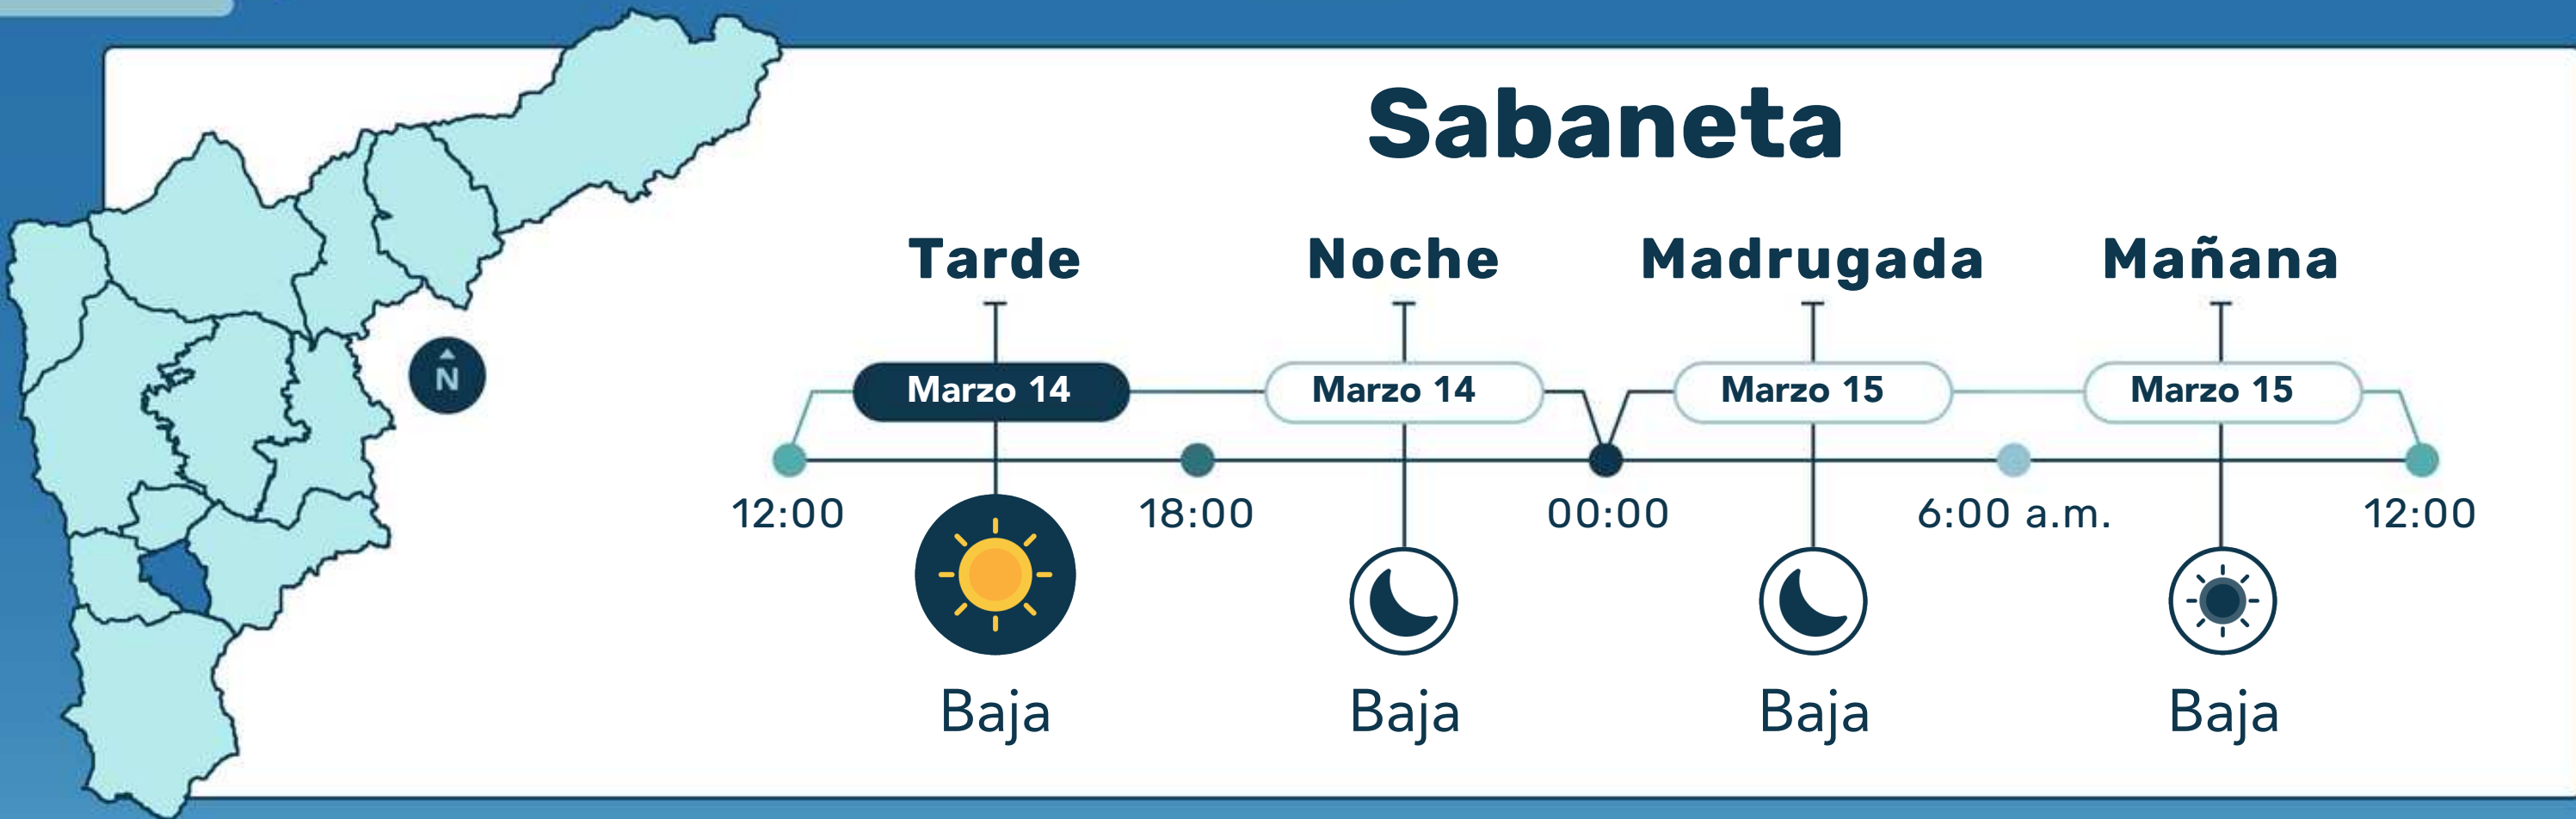 Sabaneta
Tarde Noche Madrugada Mañana
N
Marzo 14 Marzo 14 Marzo 15 Marzo 15
12:00 18:00 00:00 6:00 a.m. 12:00
Baja Baja Baja Baja